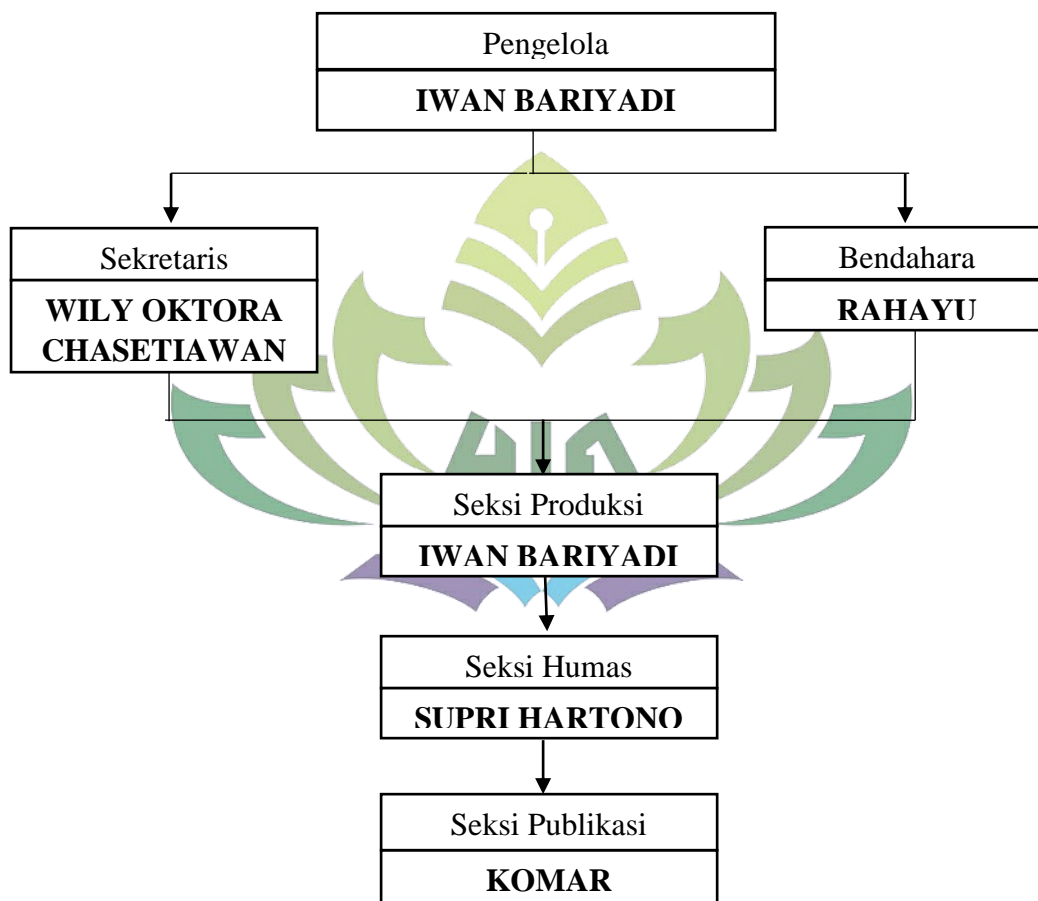 Pengelola
IWAN BARIYADI
Sekretaris
WILY OKTORA
CHASETIAWAN
Bendahara
RAHAYU
Seksi Produksi
IWAN BARIYADI
Seksi Humas
SUPRI HARTONO
Seksi Publikasi
KOMAR